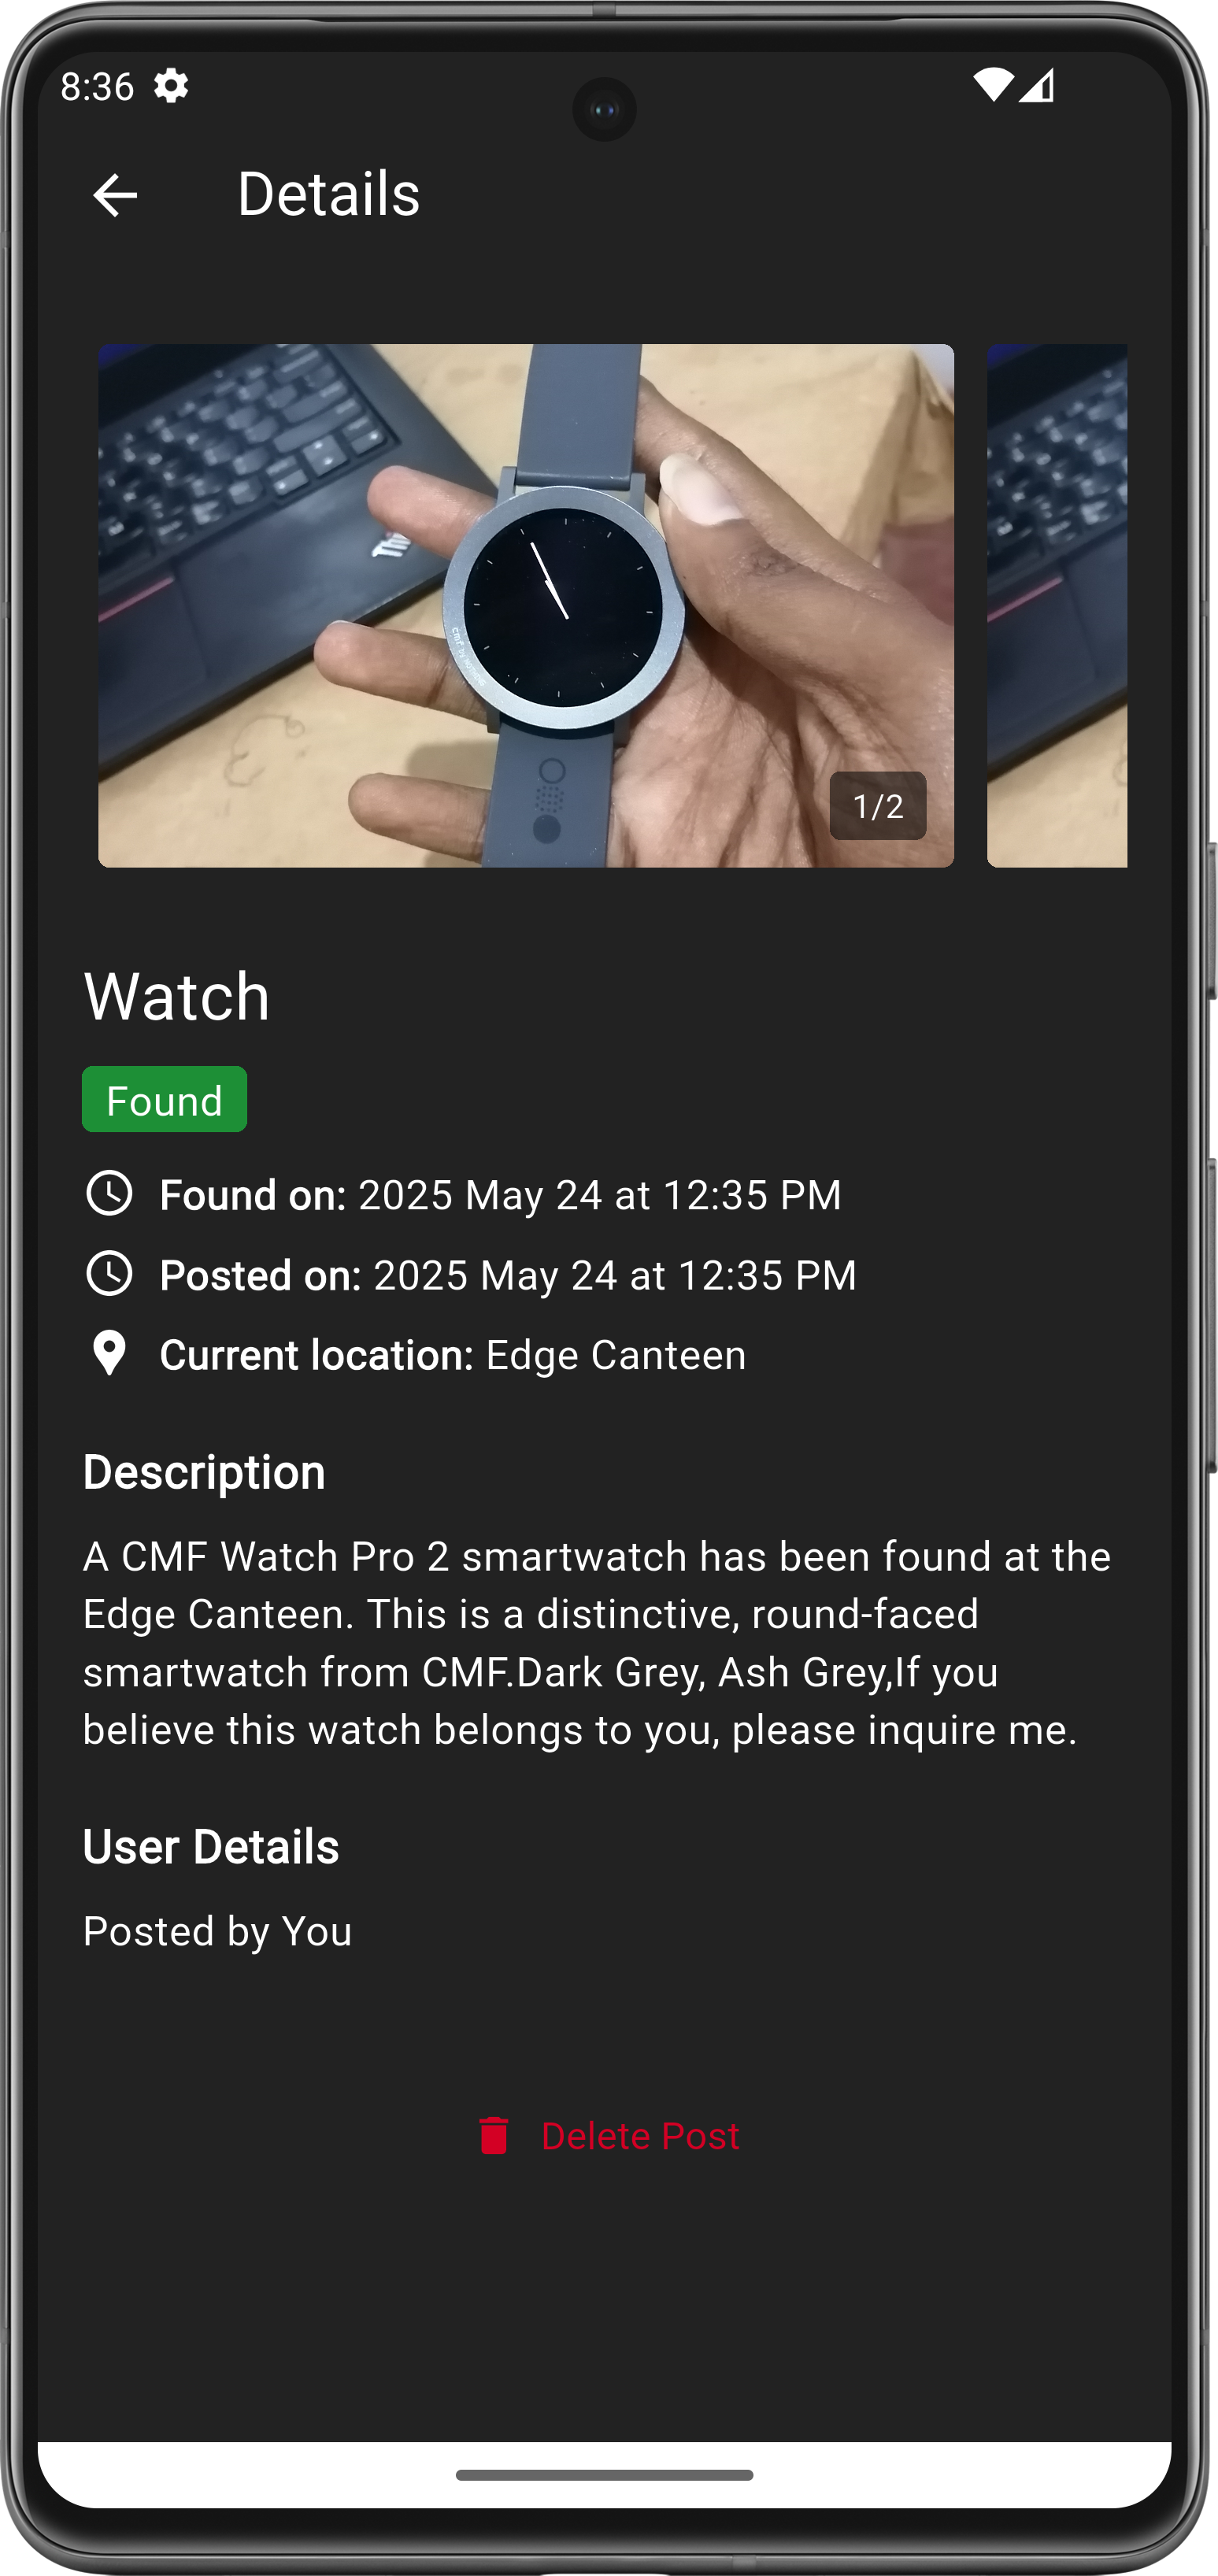 8:36
Details
Thi
1/2
Watch
Found
Found on: 2025 May 24 at 12:35 PM
Posted on: 2025 May 24 at 12:35 PM
Current location: Edge Canteen
Description
A CMF Watch Pro 2 smartwatch has been found at the
Edge Canteen. This is a distinctive, round-faced
smartwatch from CMF.Dark Grey, Ash Grey,If you
believe this watch belongs to you, please inquire me.
User Details
Posted by You
Delete Post